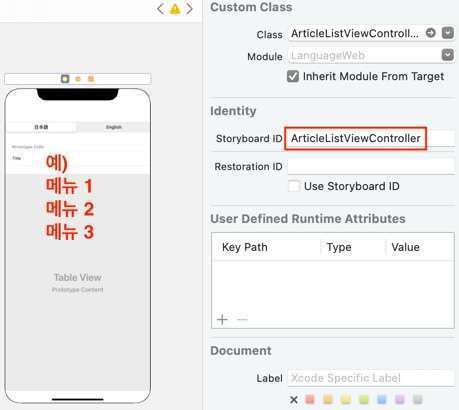 Custom Class
Class ArticleListViewControll...
Module LanguageWeb
Inherit Module From Target
Identity
Storyboard ID ArticleListViewController
Restoration ID
Use Storyboard ID
User Defined Runtime Attributes
Key Path Type Value
Document
Label Xcode Specific Label
日本語 English
Prototype Cells
Title
예)
메뉴 1
메뉴 2
메뉴 3
Table View
Prototype Content